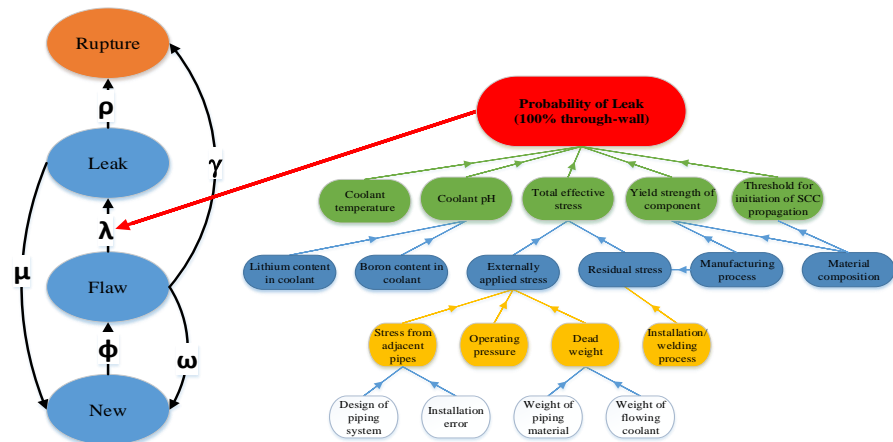 Rupture
ρ
Leak
γ
λ
μ
Flaw
ϕ
ω
New
Probability of Leak
(100% through-wall)
Coolant
temperature
Coolant pH
Total effective
stress
Yield strength of
component
Threshold for
initiation of SCC
propagation
Lithium content
in coolant
Boron content in
coolant
Externally
applied stress
Residual stress
Manufacturing
process
Material
composition
Stress from
adjacent
pipes
Operating
pressure
Dead
weight
Installation/
welding
process
Design of
piping
system
Installation
error
Weight of
piping
material
Weight of
flowing
coolant